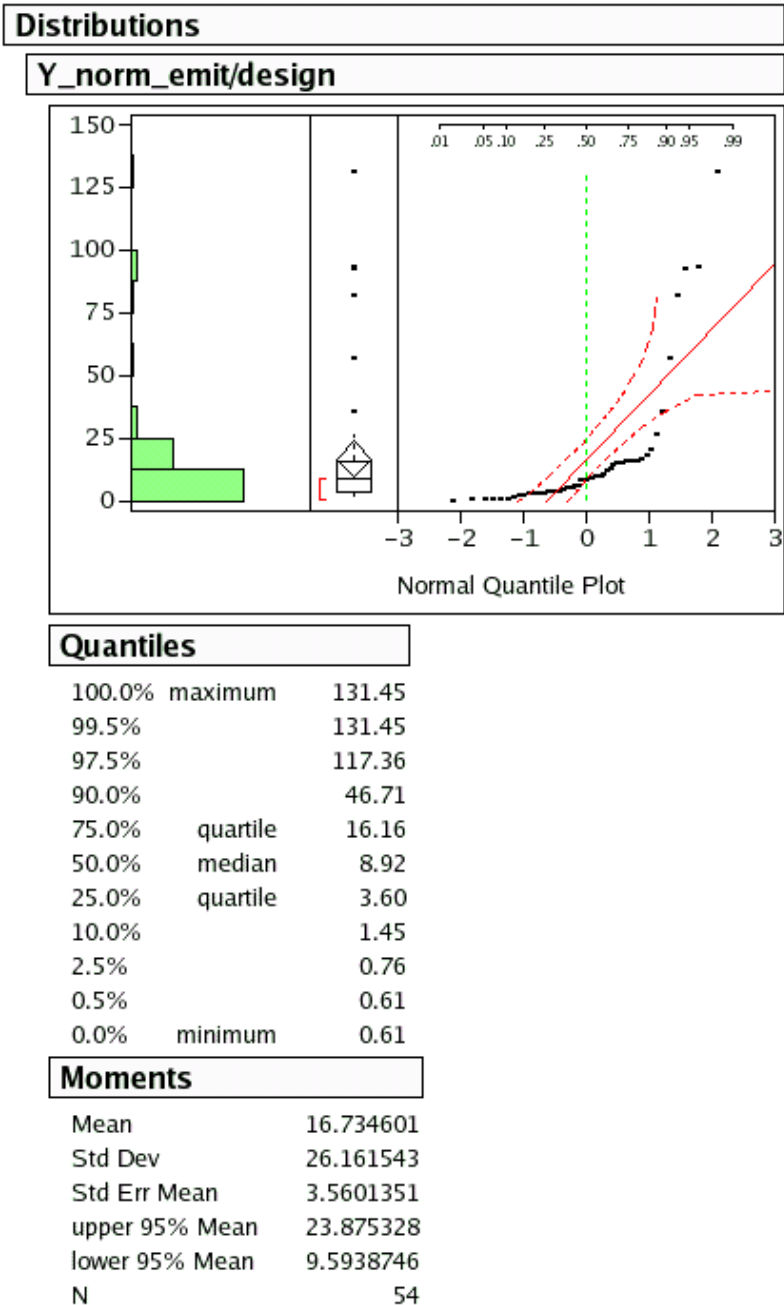 Distributions
Y_norm_emit/design
150
125
100
75
50
25
0
.01 .05 .10 .25 .50 .75 .90 .95 .99
-3 -2 -1 0 1 2 3
Normal Quantile Plot
Quantiles
100.0% maximum 131.45
99.5% 131.45
97.5% 117.36
90.0% 46.71
75.0% quartile 16.16
50.0% median 8.92
25.0% quartile 3.60
10.0% 1.45
2.5% 0.76
0.5% 0.61
0.0% minimum 0.61
Moments
Mean 16.734601
Std Dev 26.161543
Std Err Mean 3.5601351
upper 95% Mean 23.875328
lower 95% Mean 9.5938746
N 54